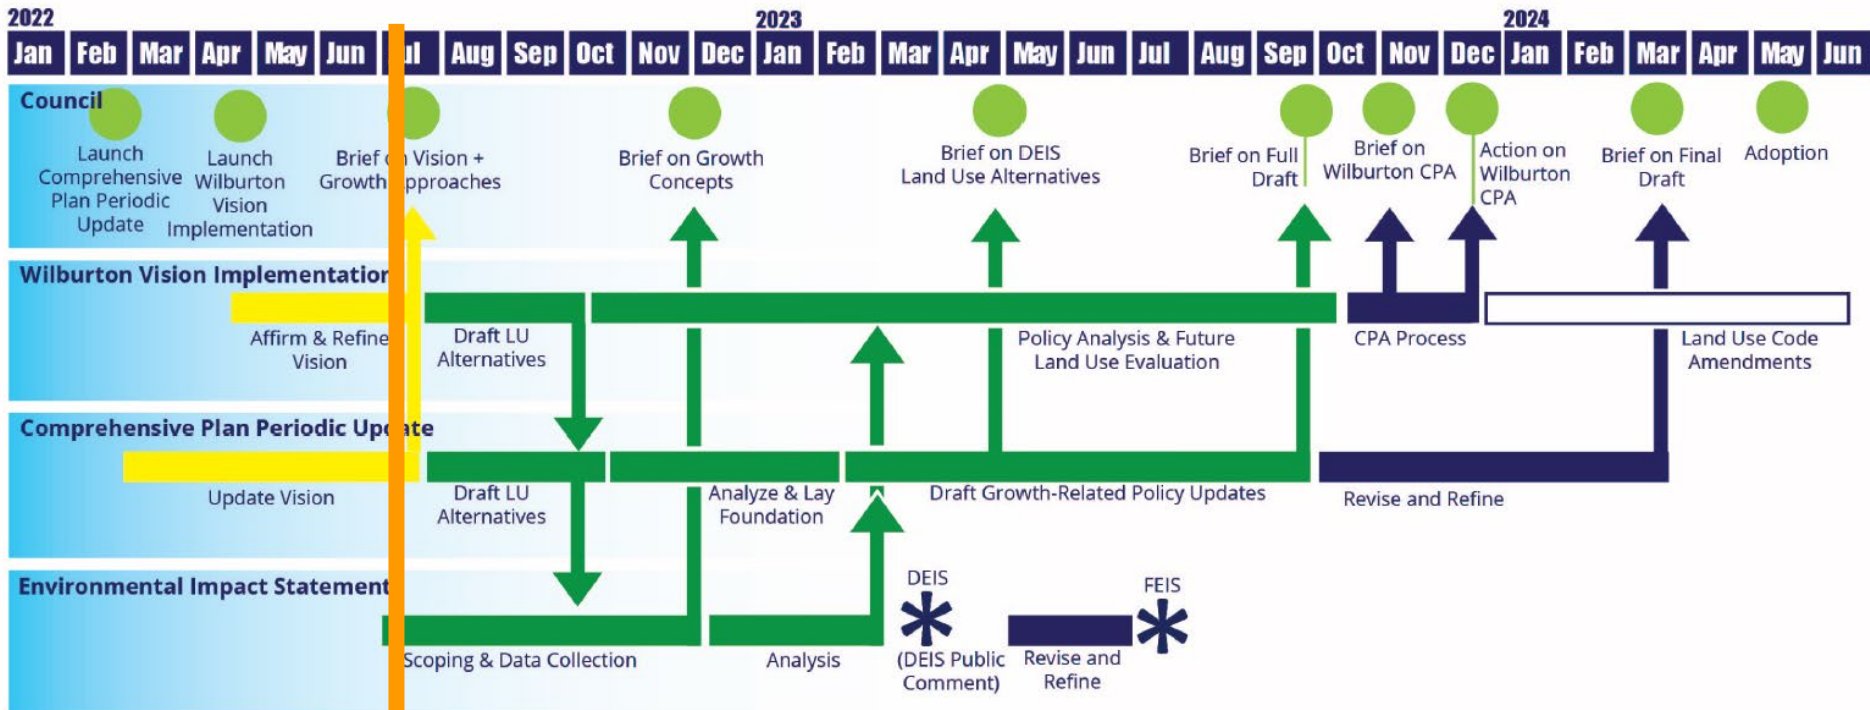 2022 2023 2024
Jan Feb Mar Apr May Jun Jul Aug Sep Oct Nov Dec Jan Feb Mar Apr May Jun Jul Aug Sep Oct Nov Dec Jan Feb Mar Apr May Jun
Council
Launch
Comprehensive
Plan Periodic
Update
Launch
Wilburton
Vision
Implementation
Brief on Vision +
Growth Approaches
Brief on Growth
Concepts
Brief on DEIS
Land Use Alternatives
Brief on Full
Draft
Brief on
Wilburton CPA
Action on
Wilburton
CPA
Brief on Final
Draft
Adoption
Wilburton Vision Implementation
Affirm & Refine
Vision
Draft LU
Alternatives
Policy Analysis & Future
Land Use Evaluation
CPA Process
Land Use Code
Amendments
Comprehensive Plan Periodic Update
Update Vision
Draft LU
Alternatives
Analyze & Lay
Foundation
Draft Growth-Related Policy Updates
Revise and Refine
Environmental Impact Statement
Scoping & Data Collection
Analysis
DEIS
(DEIS Public
Comment)
Revise and
Refine
FEIS